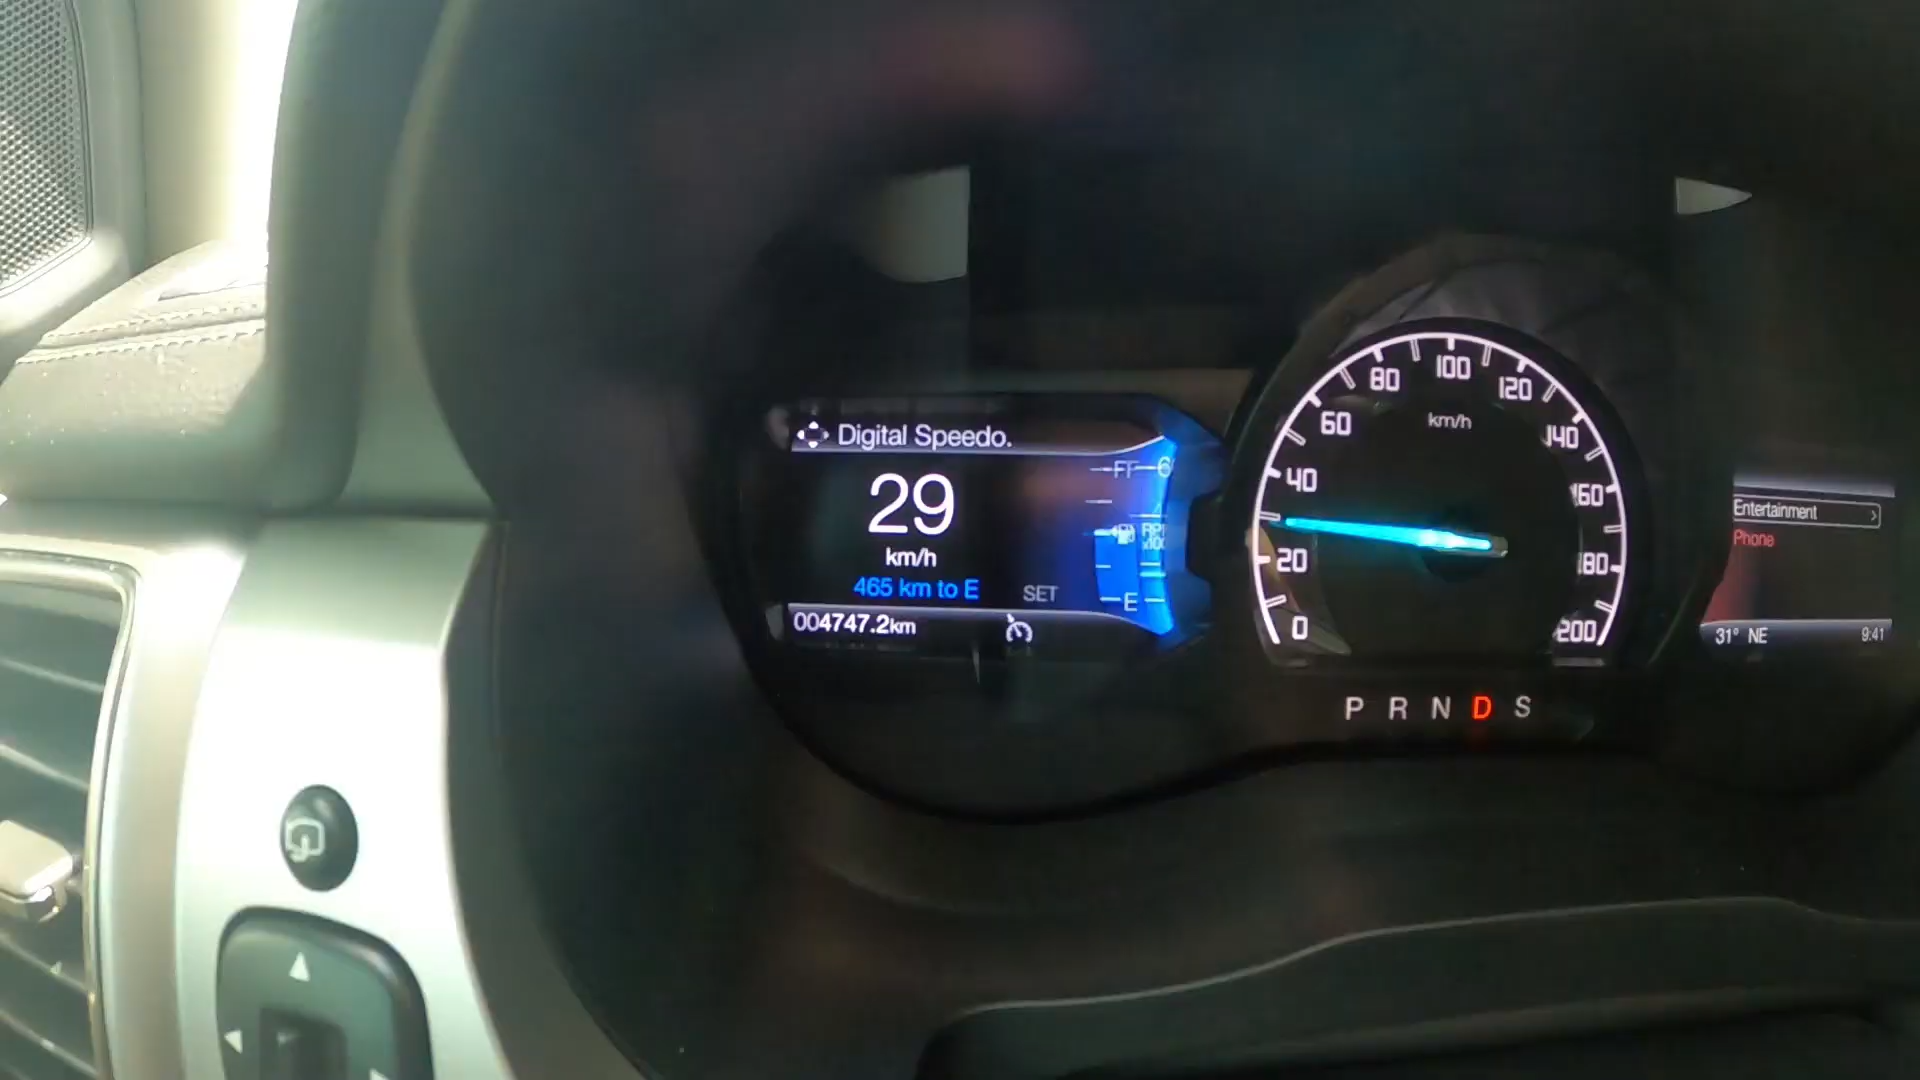 Digital Speedo.
29
km/h
465 km to E
SET
004747.2km
F
6
E
100
80
120
60
km/h
140
40
160
20
180
0
200
P R N D S
Entertainment
Phone
31° NE
9:41